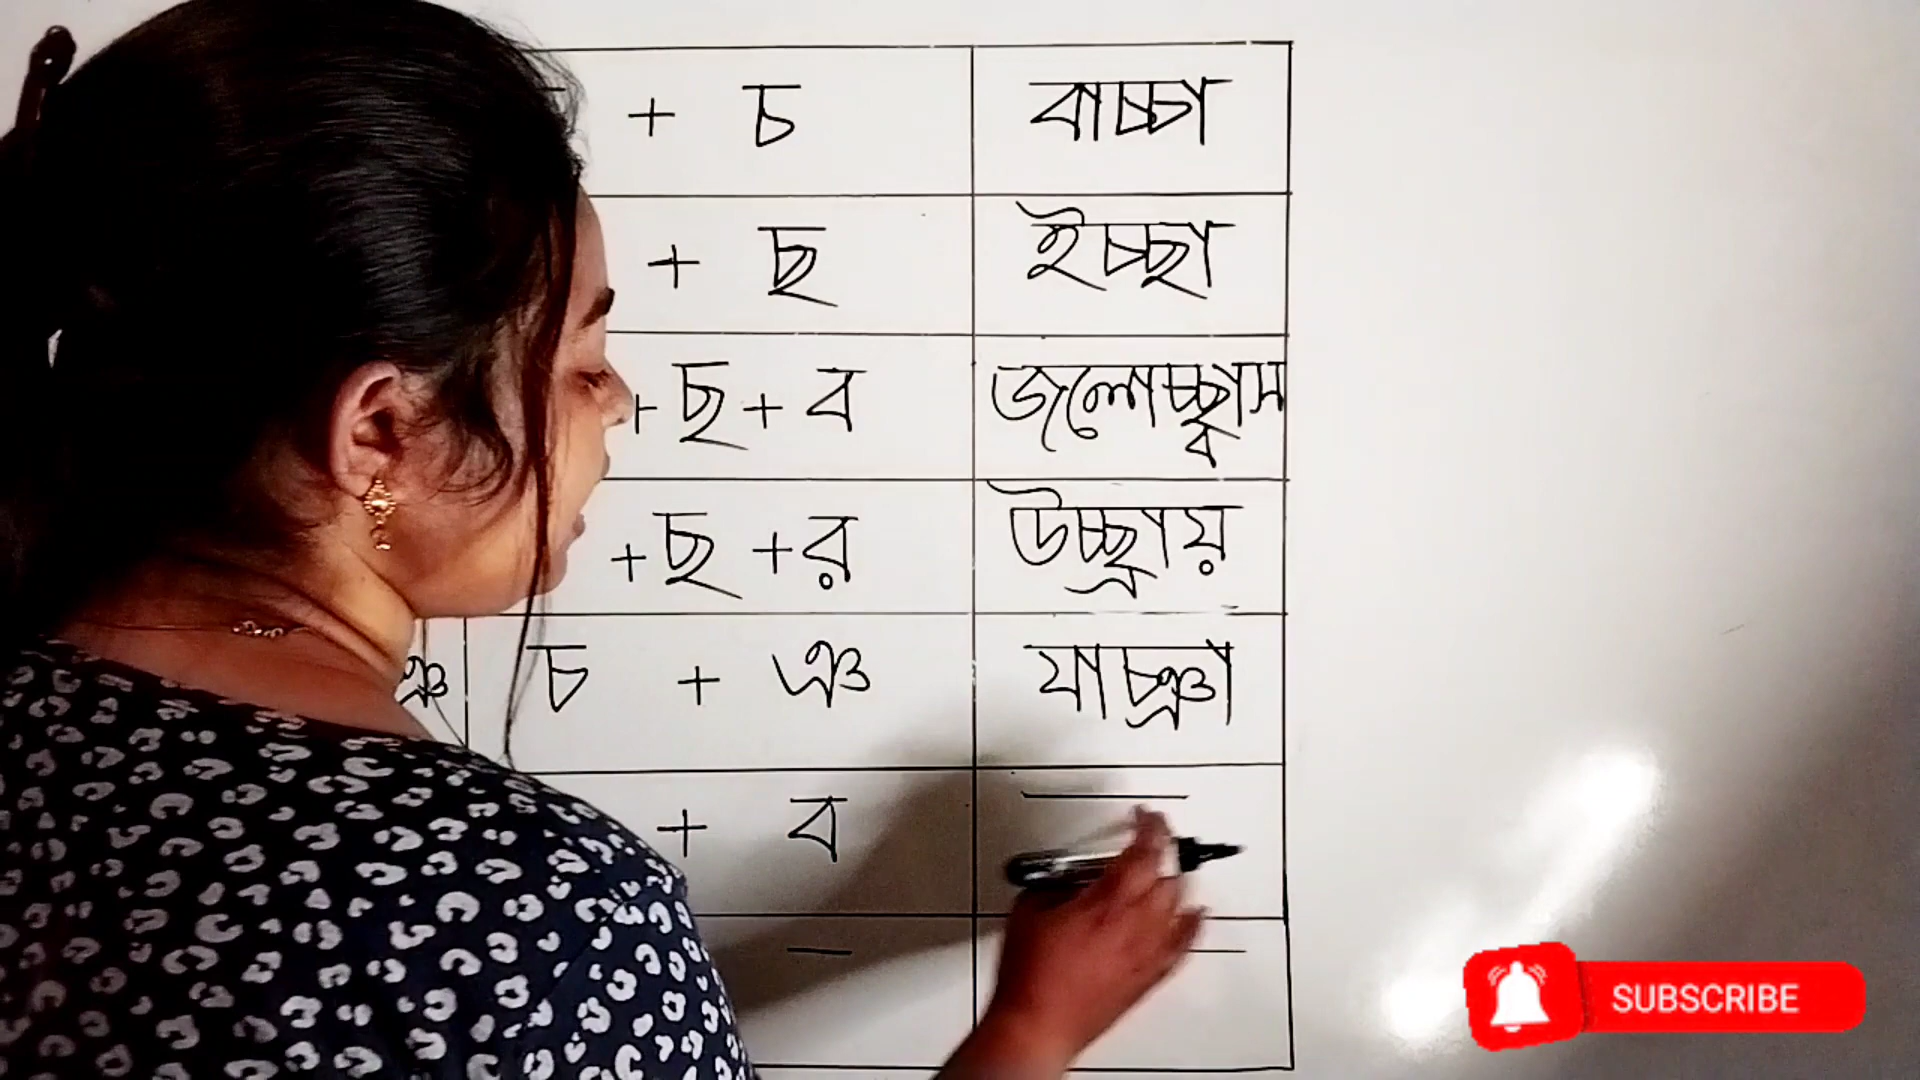 + চ বাচ্চা
+ ছ ইচ্ছা
+ ছ + ব জলোচ্ছ্বাস
+ ছ + র উচ্ছ্রায়
চ + ঞ যাচ্ঞা
+ ব
SUBSCRIBE